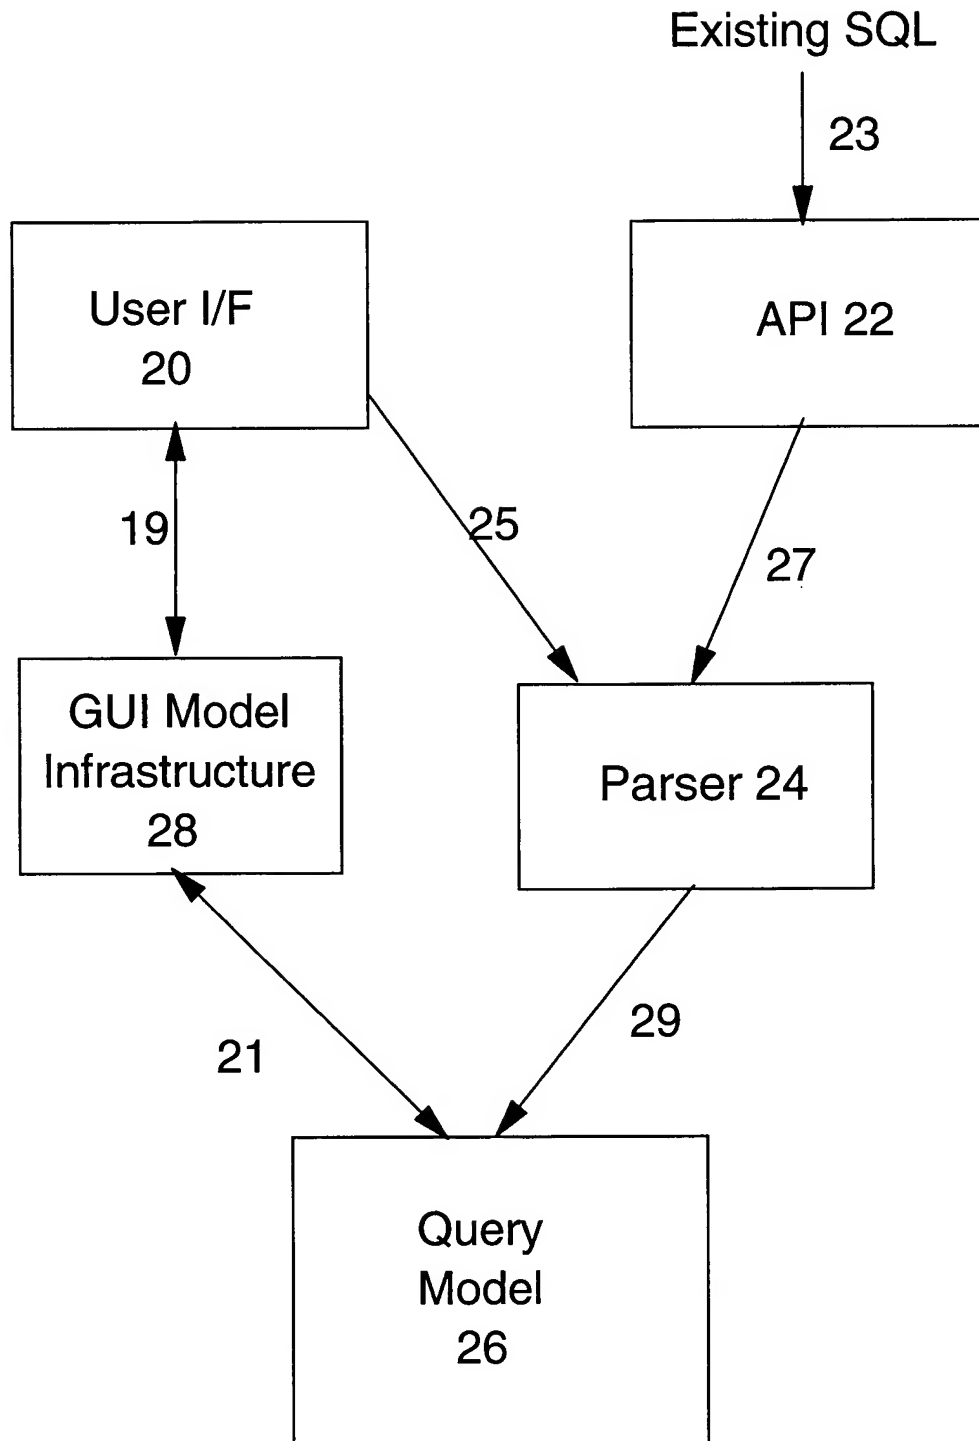 Existing SQL
23
User I/F
20
API 22
19
25
27
GUI Model
Infrastructure
28
Parser 24
21
29
Query
Model
26